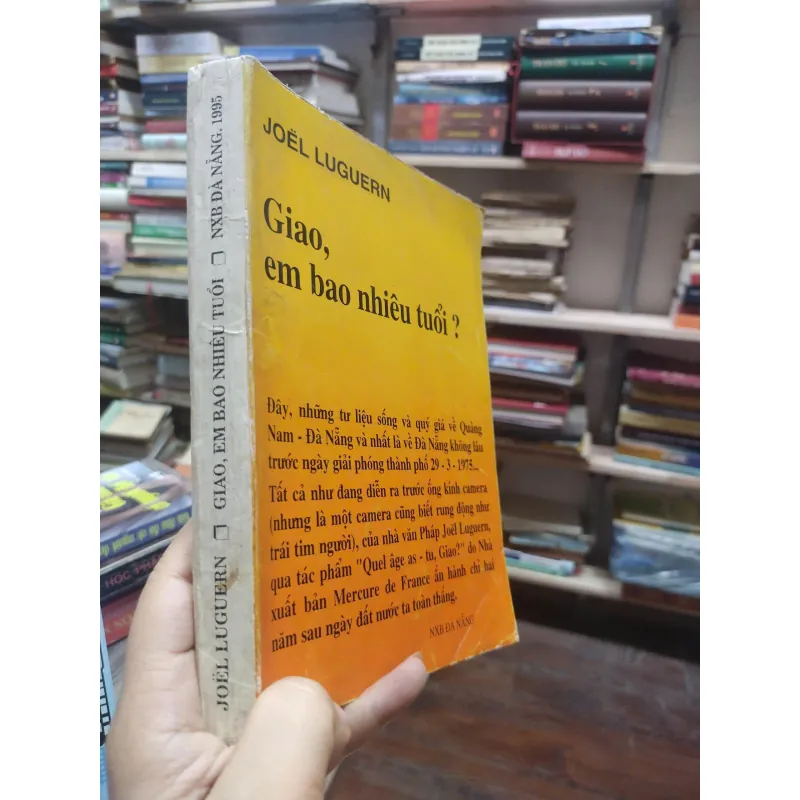 JOËL LUGUERN
Giao,
em bao nhiêu tuổi ?
Đây, những tư liệu sống và quý giá về Quảng
Nam - Đà Nẵng và nhất là về Đà Nẵng không lâu
trước ngày giải phóng thành phố 29 - 3 - 1975...
Tất cả như đang diễn ra trước ống kính camera
(nhưng là một camera cũng biết rung động như
trái tim người), của nhà văn Pháp Joël Luguern,
qua tác phẩm "Quel âge as - tu, Giao?" do Nhà
xuất bản Mercure de France ấn hành chỉ hai
năm sau ngày đất nước ta toàn thắng.
NXB ĐÀ NẴNG
JOËL LUGUERN □ GIAO, EM BAO NHIÊU TUỔI □ NXB ĐÀ NẴNG. 1995